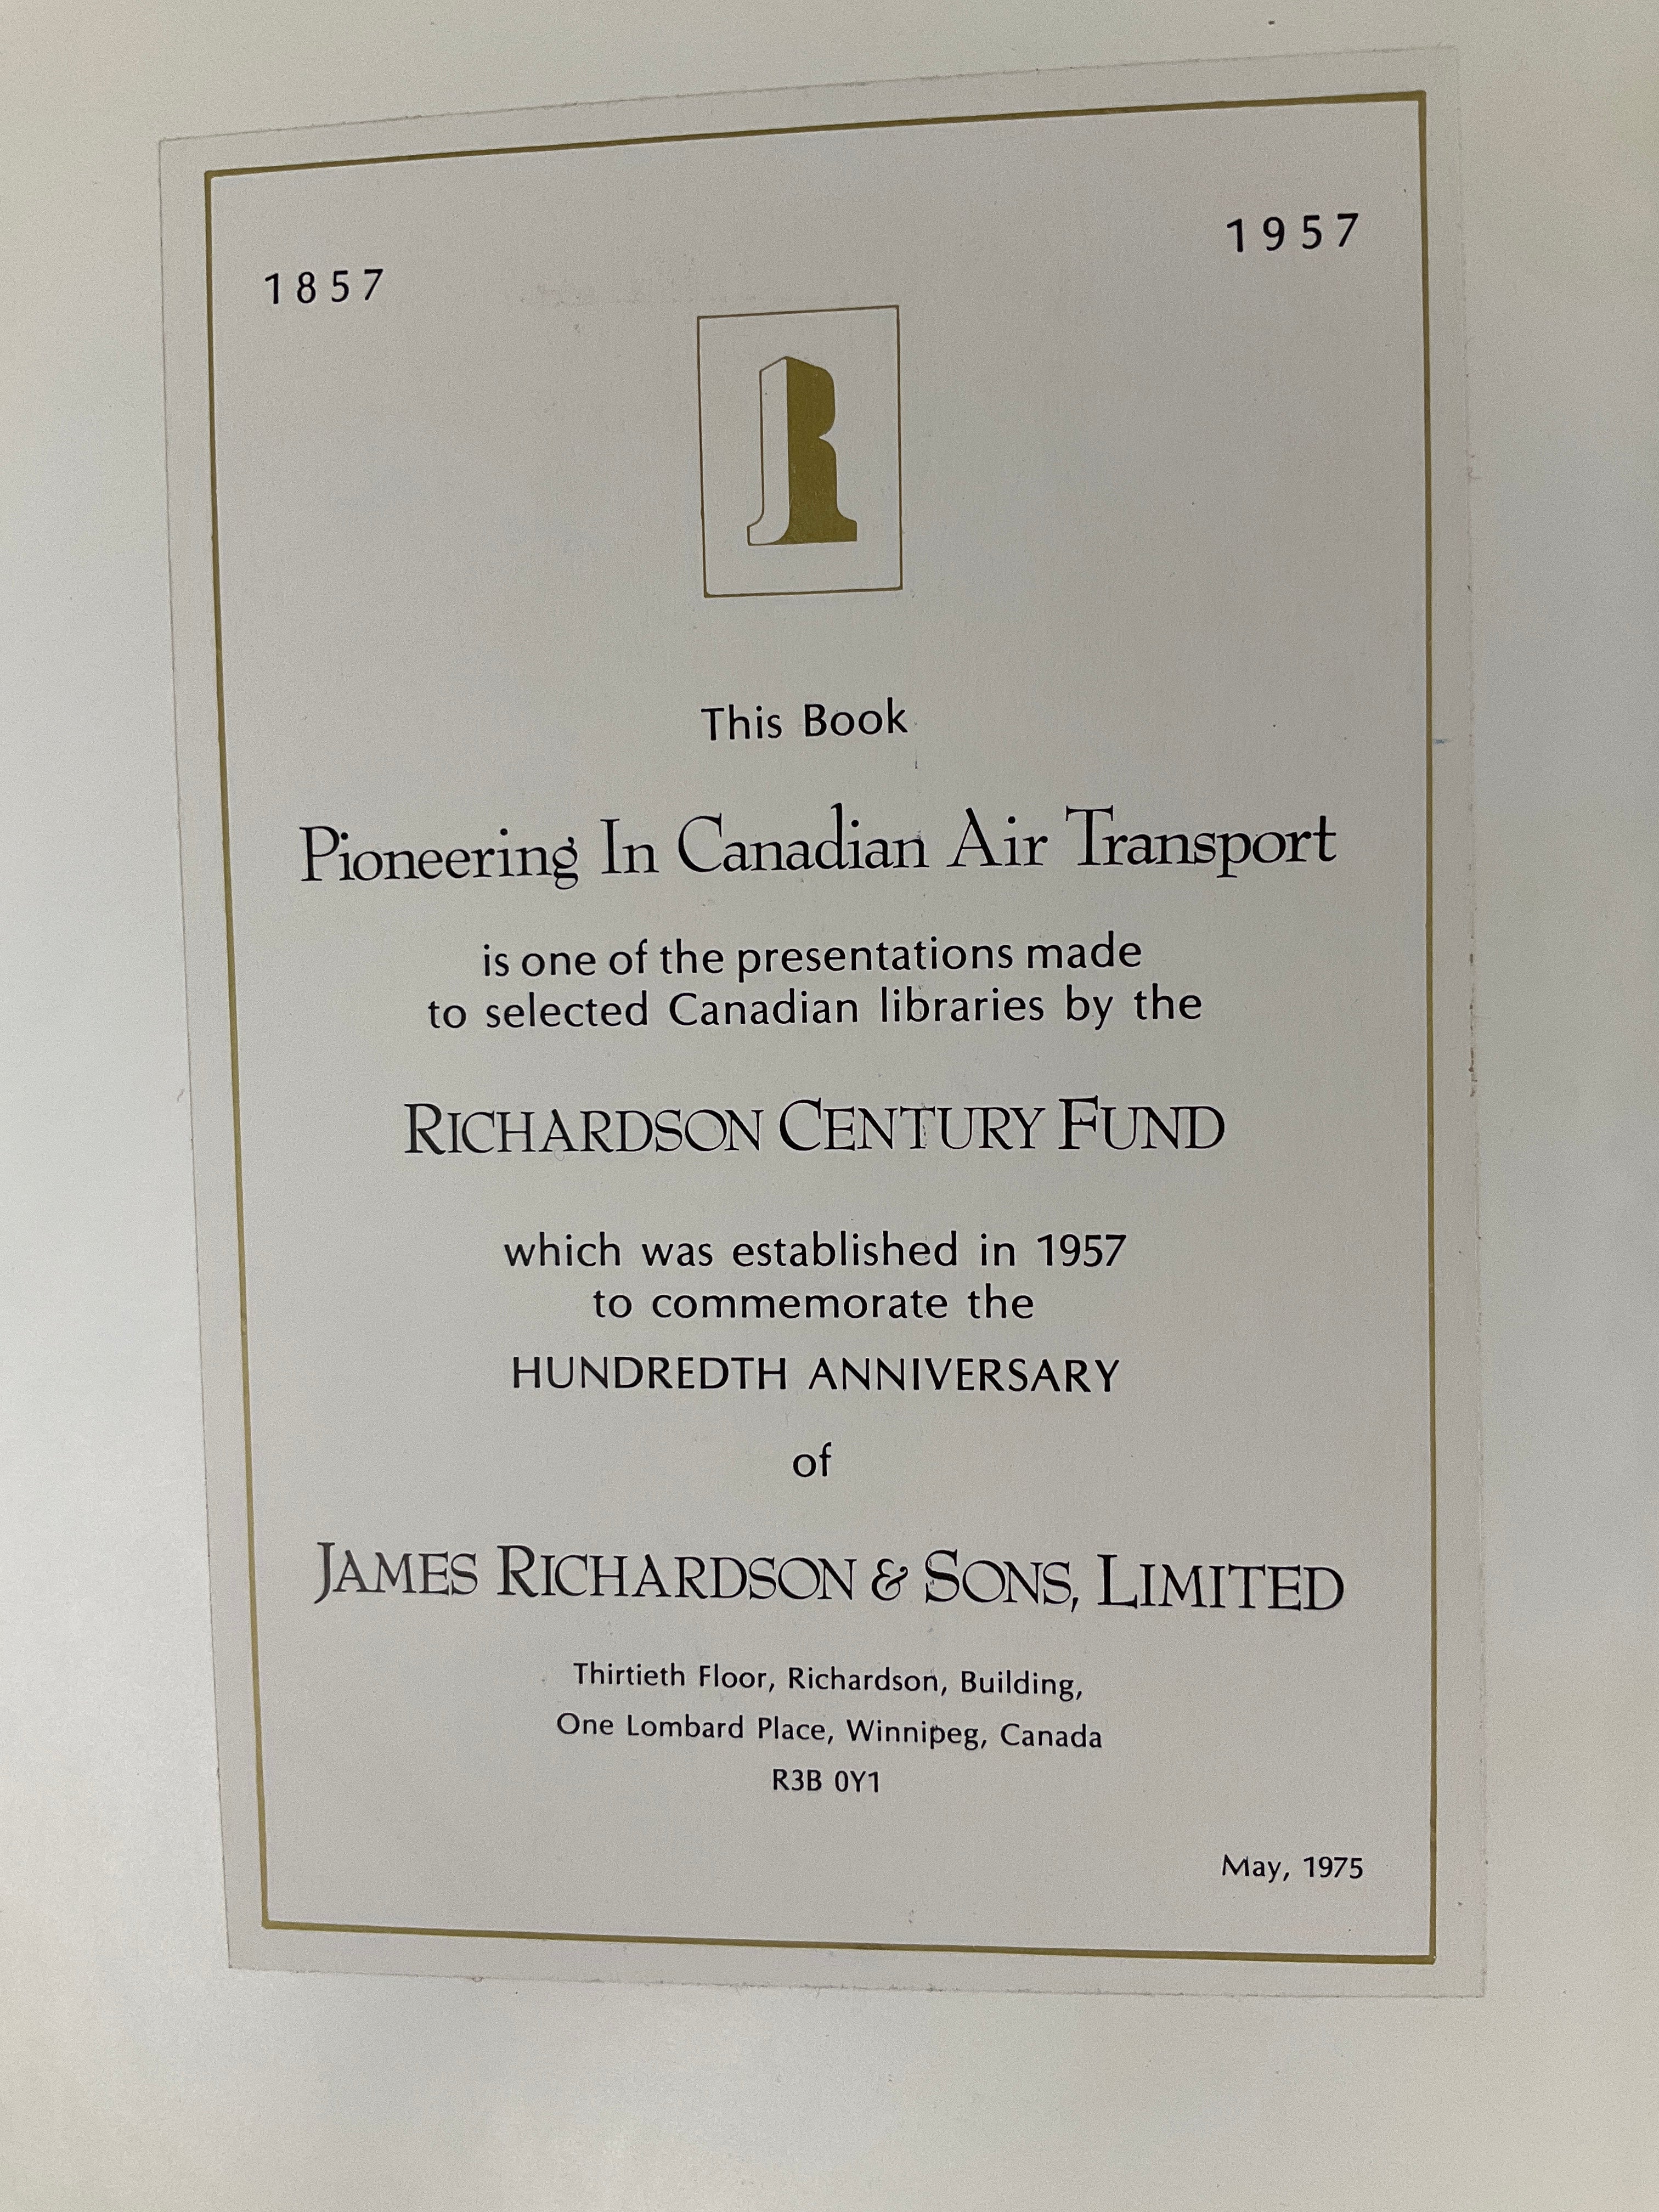 1857
1957
R
This Book
Pioneering In Canadian Air Transport
is one of the presentations made
to selected Canadian libraries by the
RICHARDSON CENTURY FUND
which was established in 1957
to commemorate the
HUNDREDTH ANNIVERSARY
of
JAMES RICHARDSON & SONS, LIMITED
Thirtieth Floor, Richardson, Building,
One Lombard Place, Winnipeg, Canada
R3B 0Y1
May, 1975